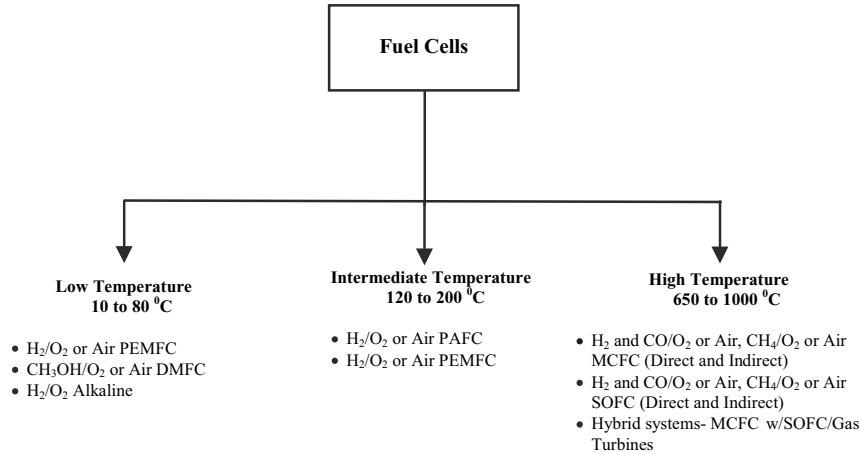 Fuel Cells
Low Temperature
10 to 80 ⁰C
• H₂/O₂ or Air PEMFC
• CH₃OH/O₂ or Air DMFC
• H₂/O₂ Alkaline
Intermediate Temperature
120 to 200 ⁰C
• H₂/O₂ or Air PAFC
• H₂/O₂ or Air PEMFC
High Temperature
650 to 1000 ⁰C
• H₂ and CO/O₂ or Air, CH₄/O₂ or Air
MCFC (Direct and Indirect)
• H₂ and CO/O₂ or Air, CH₄/O₂ or Air
SOFC (Direct and Indirect)
• Hybrid systems- MCFC w/SOFC/Gas
Turbines